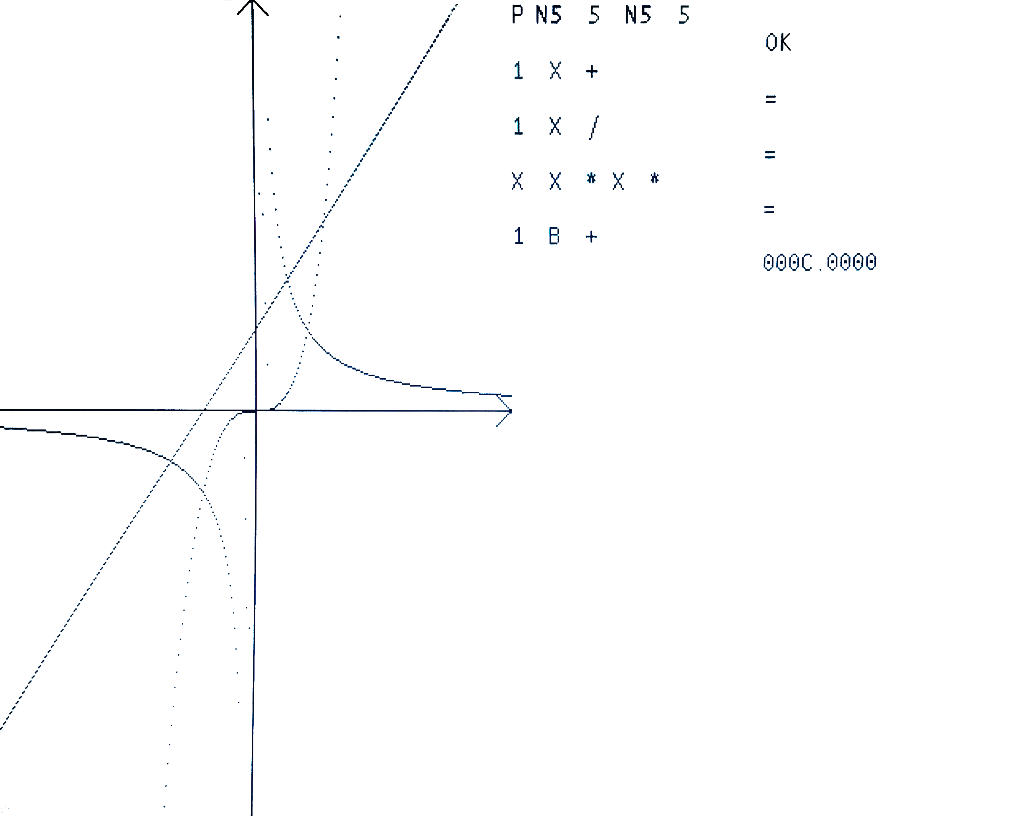 P N5 5 N5 5
OK
1 X +
=
1 X /
=
X X * X *
=
1 B +
000C.0000